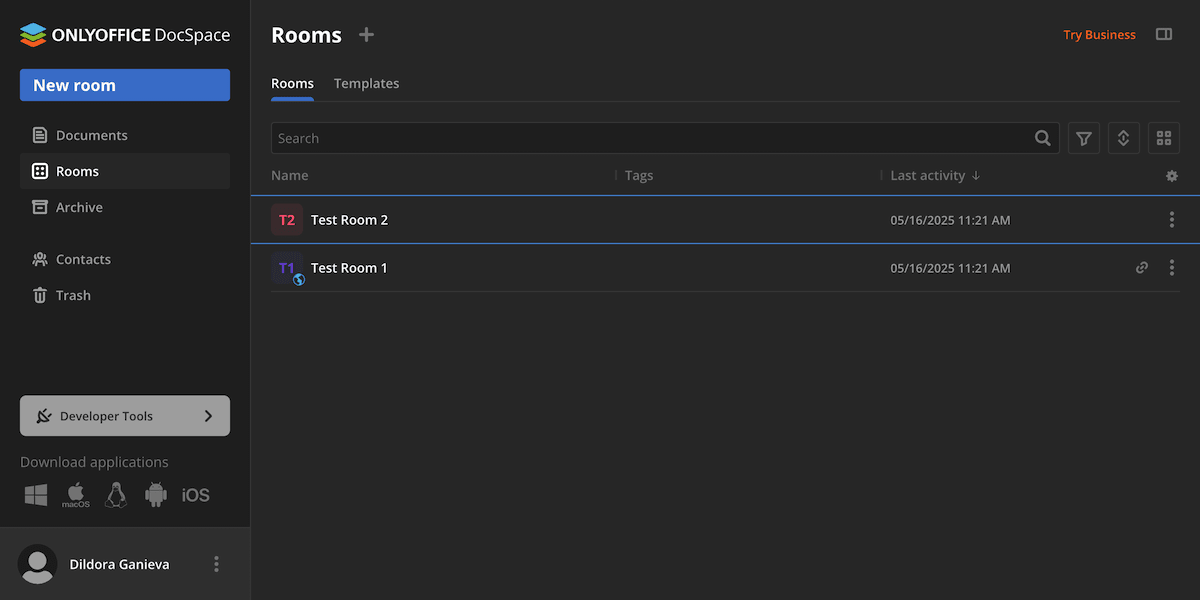 ONLYOFFICE DocSpace
New room
Documents
Rooms
Archive
Contacts
Trash
Developer Tools
Download applications
macOS
iOS
Dildora Ganieva
Rooms
Try Business
Rooms Templates
Search
Name Tags Last activity
T2 Test Room 2 05/16/2025 11:21 AM
T1 Test Room 1 05/16/2025 11:21 AM